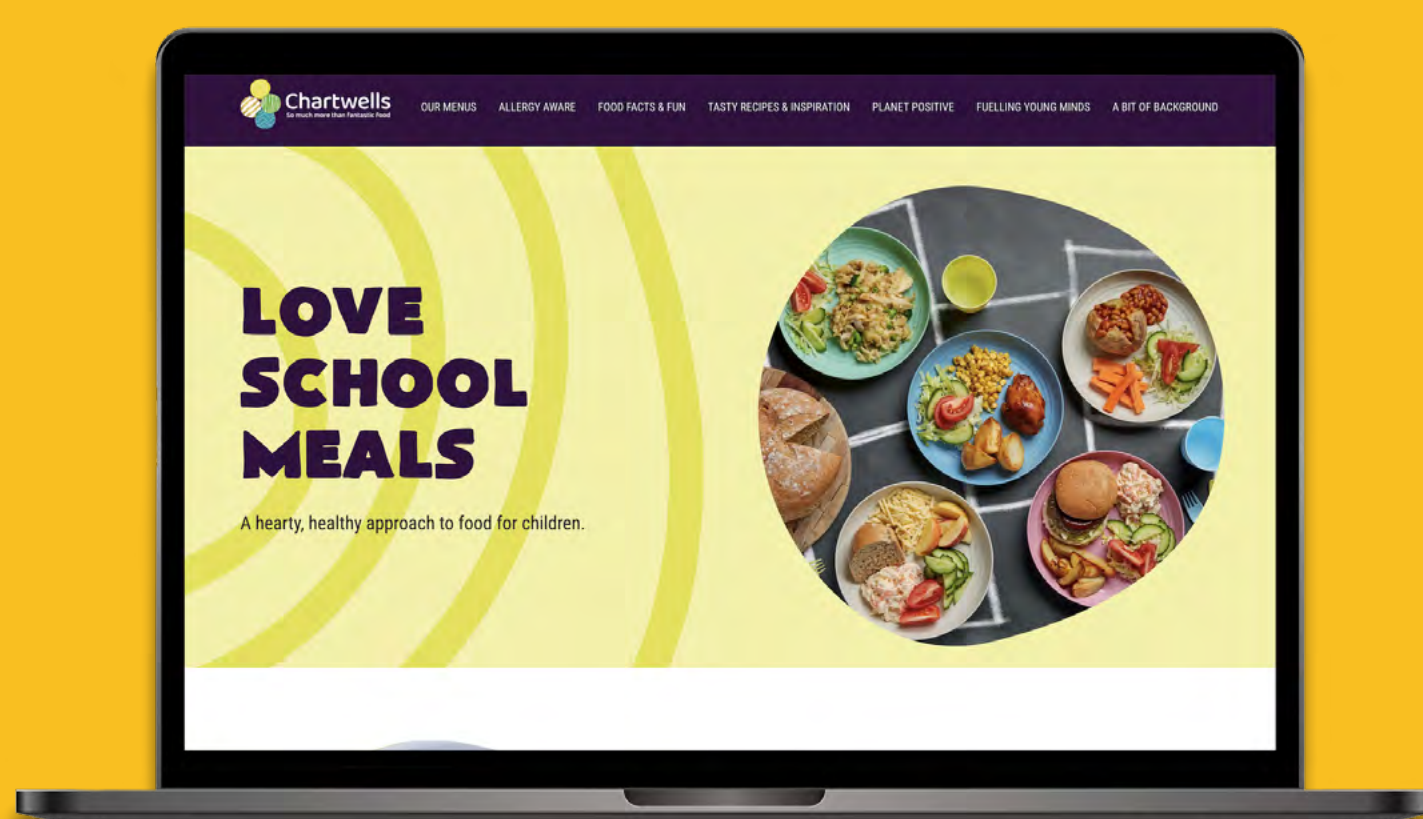 Chartwells
So much more than Fantastic Food
OUR MENUS ALLERGY AWARE FOOD FACTS & FUN TASTY RECIPES & INSPIRATION PLANET POSITIVE FUELLING YOUNG MINDS A BIT OF BACKGROUND
LOVE
SCHOOL
MEALS
A hearty, healthy approach to food for children.